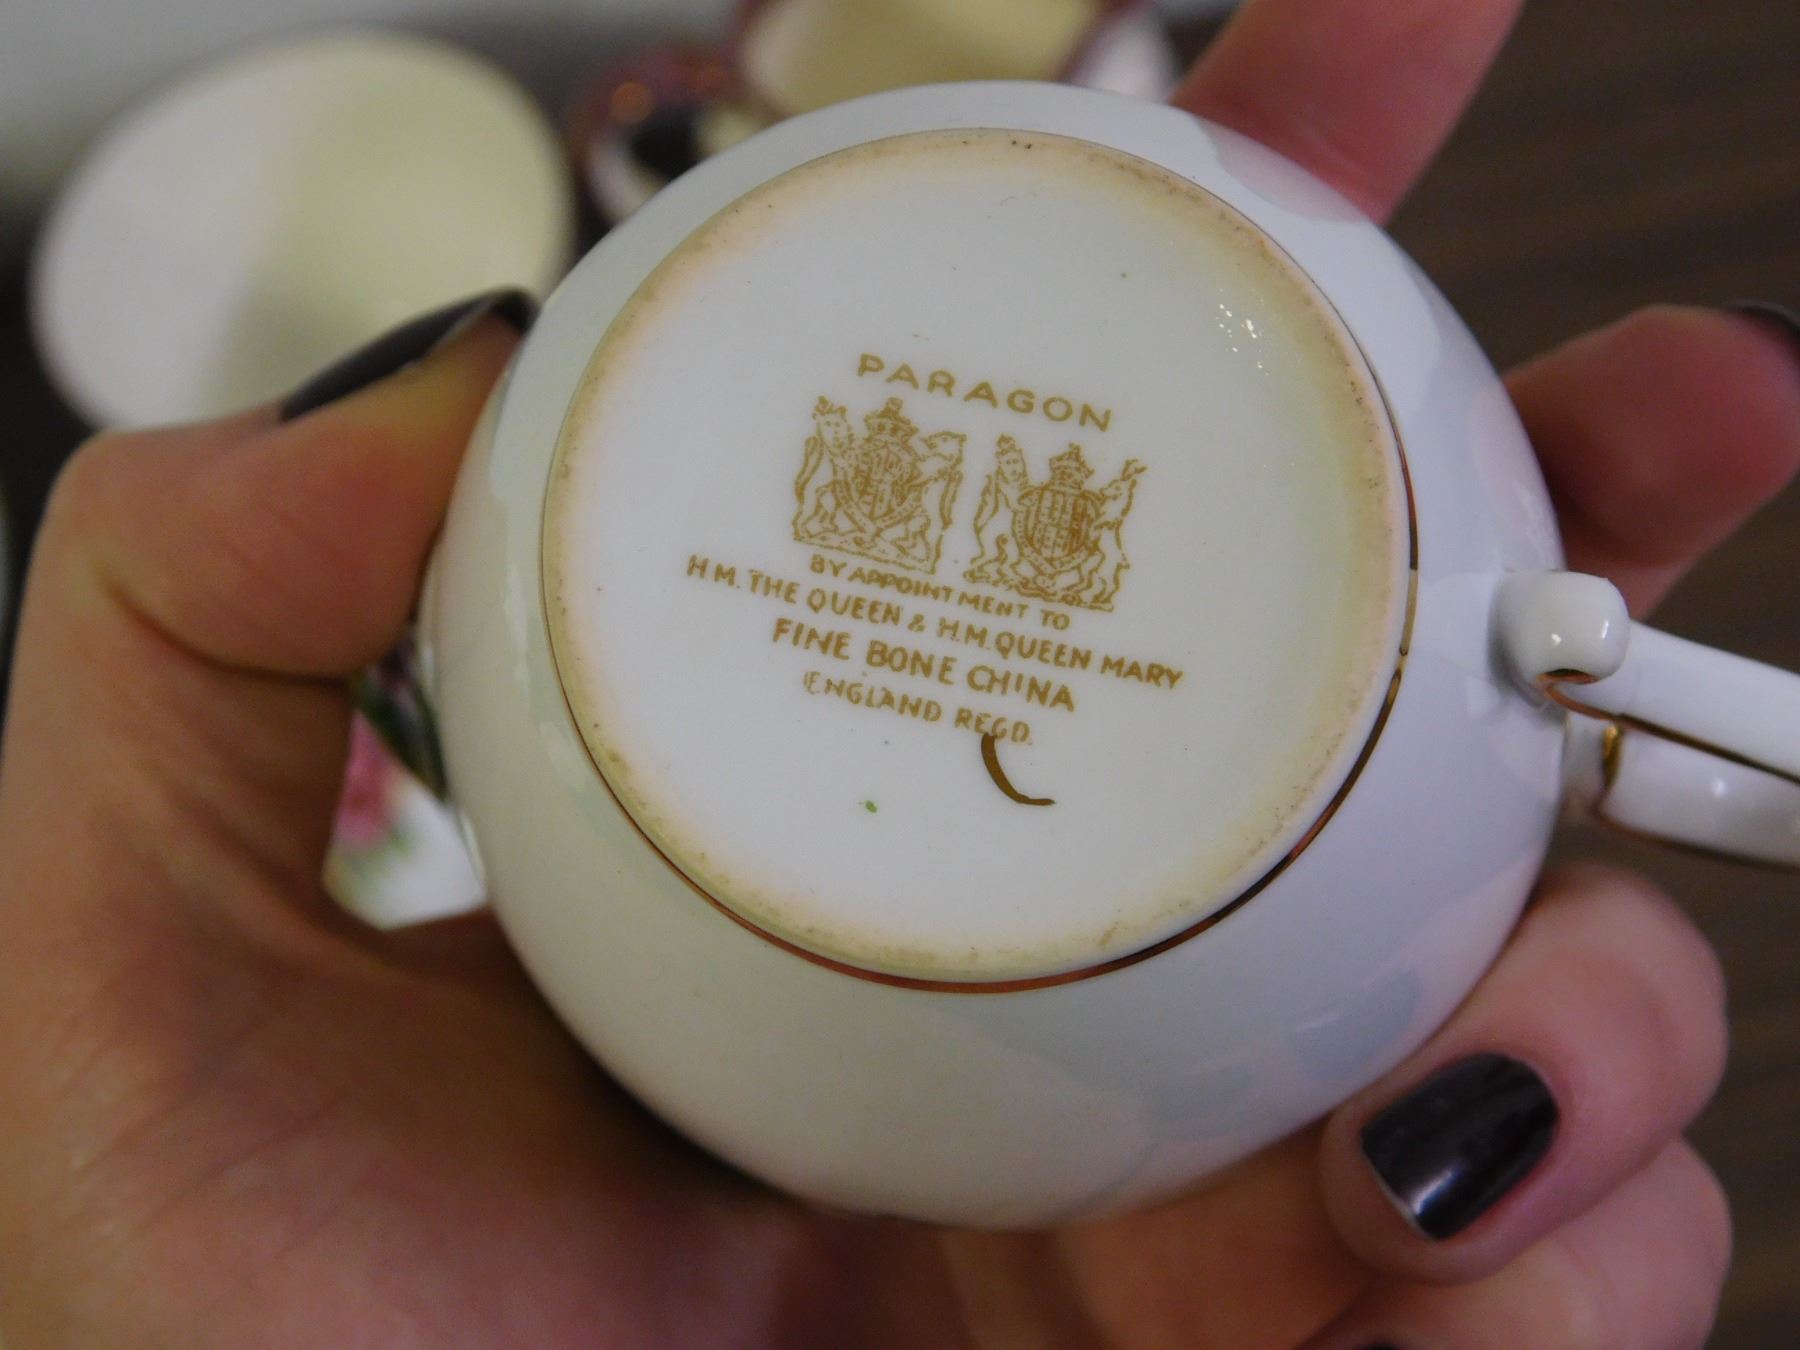 PARAGON
BY APPOINTMENT TO
H.M. THE QUEEN & H.M. QUEEN MARY
FINE BONE CHINA
ENGLAND REGD.